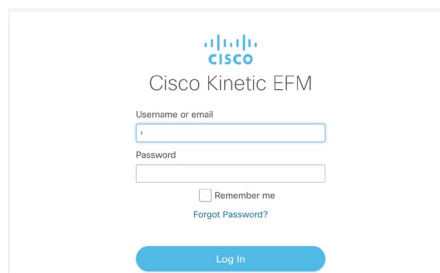 CISCO
Cisco Kinetic EFM
Username or email
Password
Remember me
Forgot Password?
Log In